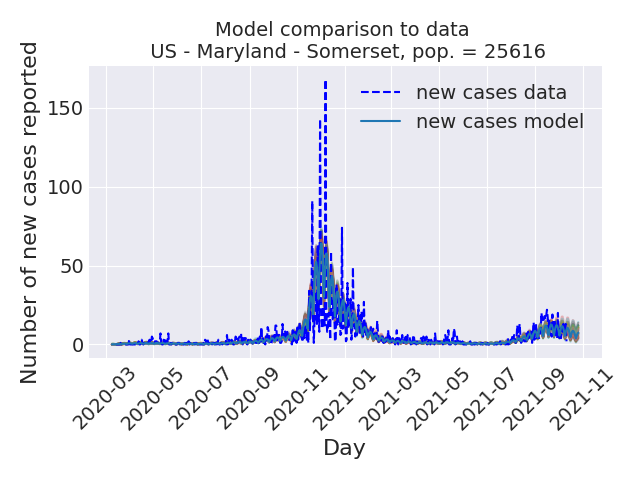 Model comparison to data
US - Maryland - Somerset, pop. = 25616
Number of new cases reported
150
100
50
0
new cases data
new cases model
2020-03
2020-05
2020-07
2020-09
2020-11
2021-01
2021-03
2021-05
2021-07
2021-09
2021-11
Day